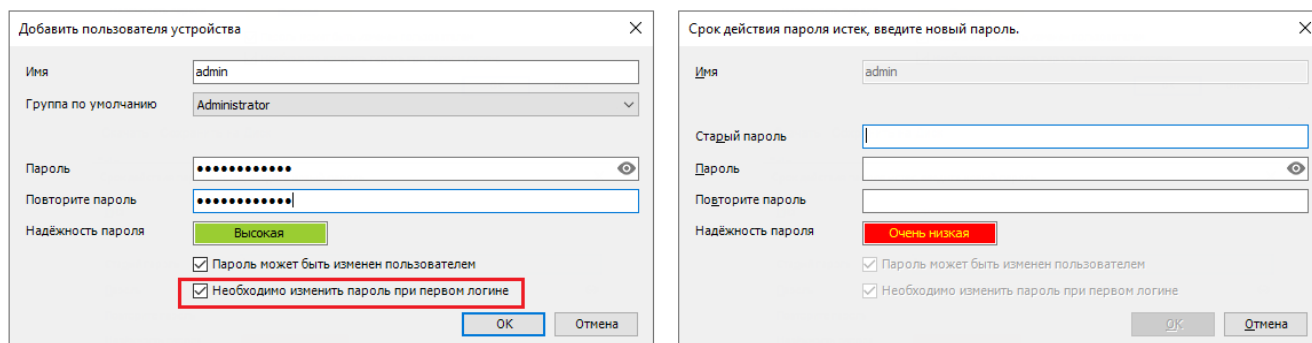 Добавить пользователя устройства
Имя
admin
Группа по умолчанию
Administrator
Пароль
••••••••••••
Повторите пароль
••••••••••••
Надёжность пароля
Высокая
Пароль может быть изменен пользователем
Необходимо изменить пароль при первом логине
OK
Отмена
Срок действия пароля истек, введите новый пароль.
Имя
admin
Старый пароль
Пароль
Повторите пароль
Надёжность пароля
Очень низкая
Пароль может быть изменен пользователем
Необходимо изменить пароль при первом логине
OK
Отмена